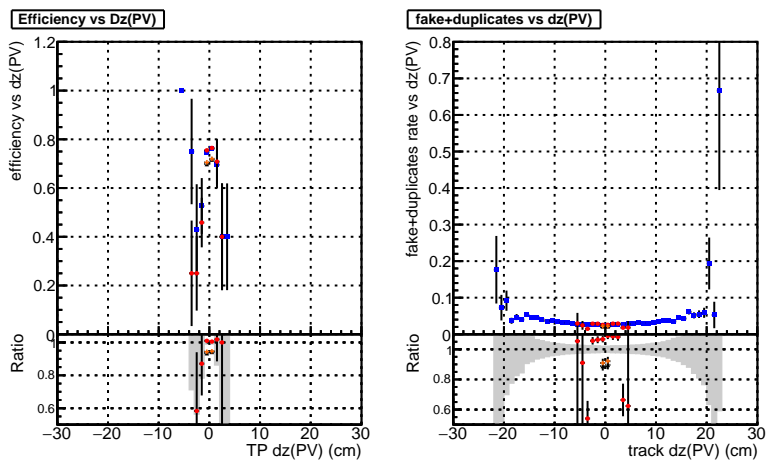 Efficiency vs Dz(PV)
efficiency vs dz(PV)
1.2
1
0.8
0.6
0.4
0.2
0
Ratio
1
0.8
0.6
−30 −20 −10 0 10 20 30
TP dz(PV) (cm)
fake+duplicates vs dz(PV)
fake+duplicates rate vs dz(PV)
0.8
0.7
0.6
0.5
0.4
0.3
0.2
0.1
0
Ratio
1
0.8
0.6
−30 −20 −10 0 10 20 30
track dz(PV) (cm)